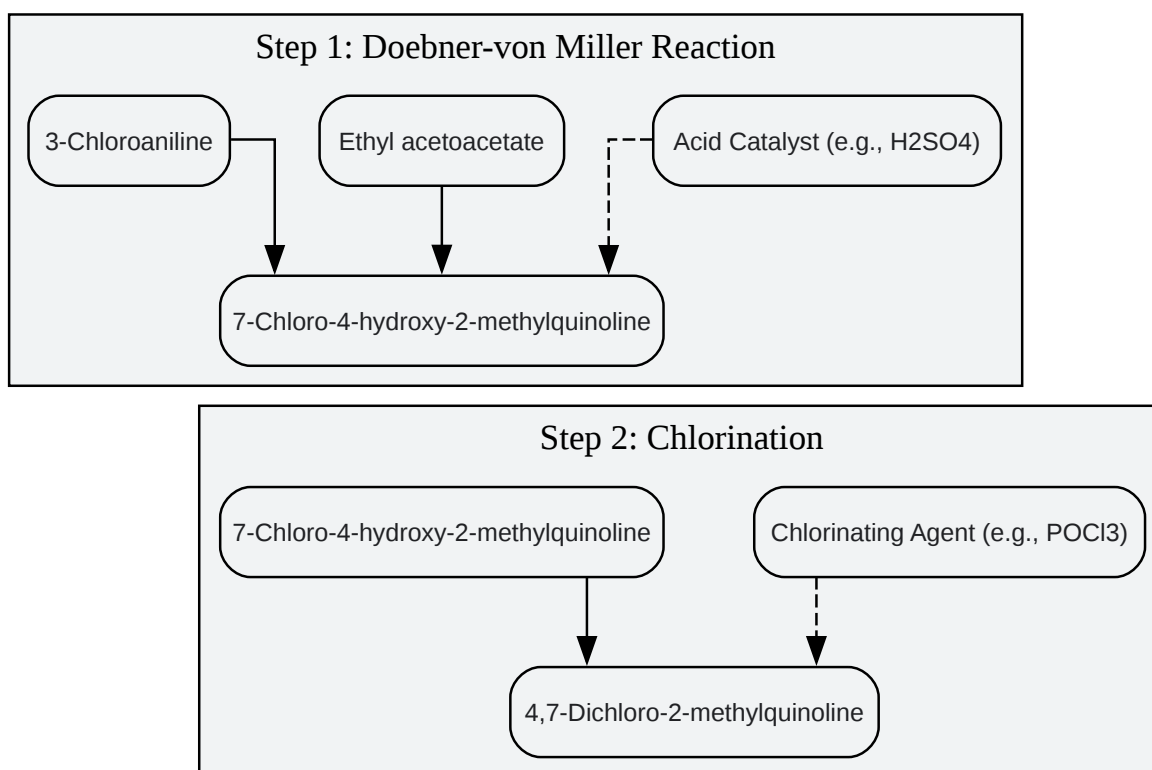 Step 1: Doebner-von Miller Reaction
3-Chloroaniline
Ethyl acetoacetate
Acid Catalyst (e.g., H2SO4)
7-Chloro-4-hydroxy-2-methylquinoline
Step 2: Chlorination
7-Chloro-4-hydroxy-2-methylquinoline
Chlorinating Agent (e.g., POCl3)
4,7-Dichloro-2-methylquinoline